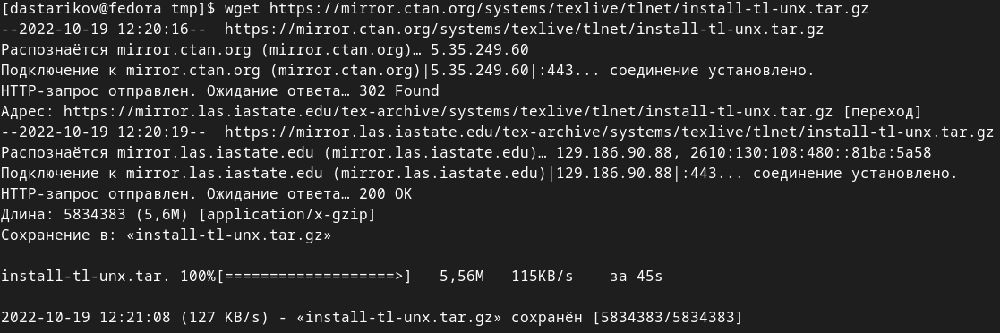 [dastarikov@fedora tmp]$ wget https://mirror.ctan.org/systems/texlive/tlnet/install-tl-unx.tar.gz
--2022-10-19 12:20:16--  https://mirror.ctan.org/systems/texlive/tlnet/install-tl-unx.tar.gz
Распознаётся mirror.ctan.org (mirror.ctan.org)… 5.35.249.60
Подключение к mirror.ctan.org (mirror.ctan.org)|5.35.249.60|:443... соединение установлено.
HTTP-запрос отправлен. Ожидание ответа… 302 Found
Адрес: https://mirror.las.iastate.edu/tex-archive/systems/texlive/tlnet/install-tl-unx.tar.gz [переход]
--2022-10-19 12:20:19--  https://mirror.las.iastate.edu/tex-archive/systems/texlive/tlnet/install-tl-unx.tar.gz
Распознаётся mirror.las.iastate.edu (mirror.las.iastate.edu)… 129.186.90.88, 2610:130:108:480::81ba:5a58
Подключение к mirror.las.iastate.edu (mirror.las.iastate.edu)|129.186.90.88|:443... соединение установлено.
HTTP-запрос отправлен. Ожидание ответа… 200 OK
Длина: 5834383 (5,6M) [application/x-gzip]
Сохранение в: «install-tl-unx.tar.gz»
install-tl-unx.tar. 100%[===================>]   5,56M   115KB/s    за 45s
2022-10-19 12:21:08 (127 KB/s) - «install-tl-unx.tar.gz» сохранён [5834383/5834383]